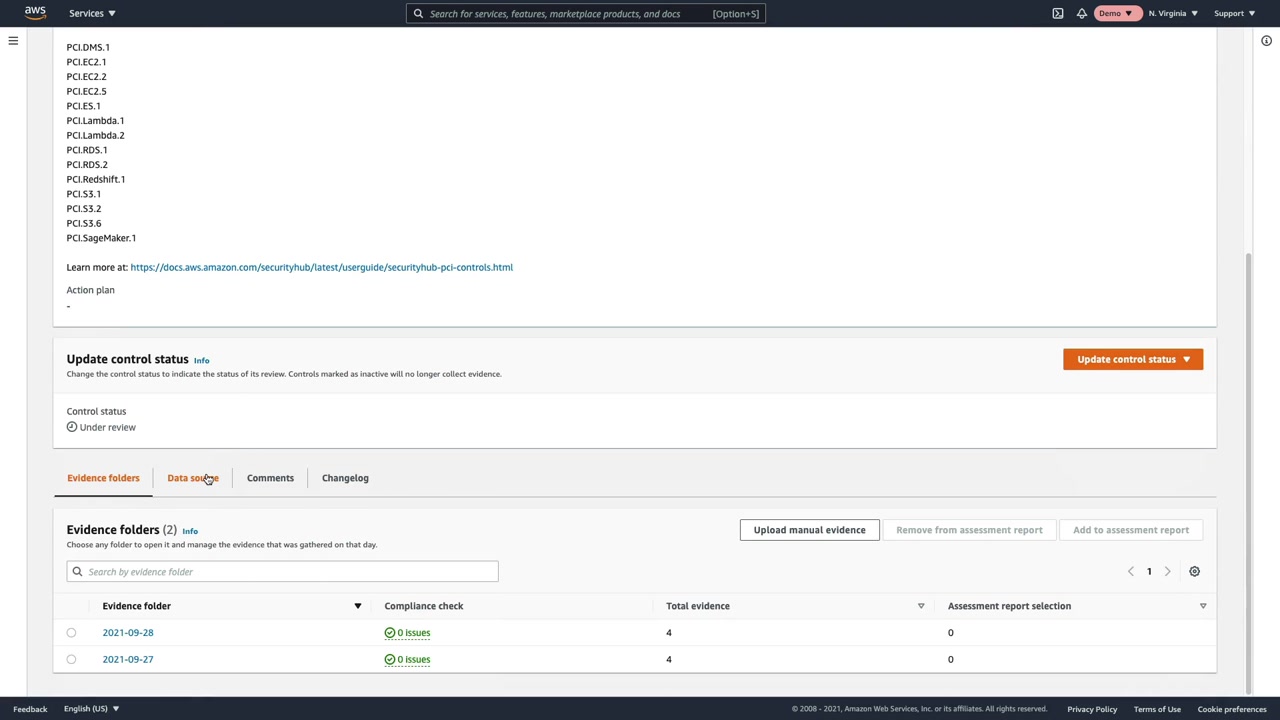 aws Services ▼ Search for services, features, marketplace products, and docs [Option+S] Demo ▼ N. Virginia ▼ Support ▼
PCI.DMS.1
PCI.EC2.1
PCI.EC2.2
PCI.EC2.5
PCI.ES.1
PCI.Lambda.1
PCI.Lambda.2
PCI.RDS.1
PCI.RDS.2
PCI.Redshift.1
PCI.S3.1
PCI.S3.2
PCI.S3.6
PCI.SageMaker.1
Learn more at: https://docs.aws.amazon.com/securityhub/latest/userguide/securityhub-pci-controls.html
Action plan
-
Update control status Info Update control status ▼
Change the control status to indicate the status of its review. Controls marked as inactive will no longer collect evidence.
Control status
Under review
Evidence folders Data source Comments Changelog
Evidence folders (2) Info Upload manual evidence Remove from assessment report Add to assessment report
Choose any folder to open it and manage the evidence that was gathered on that day.
Search by evidence folder 1
Evidence folder Compliance check Total evidence Assessment report selection
2021-09-28 0 issues 4 0
2021-09-27 0 issues 4 0
Feedback English (US) ▼ © 2008 - 2021, Amazon Web Services, Inc. or its affiliates. All rights reserved. Privacy Policy Terms of Use Cookie preferences